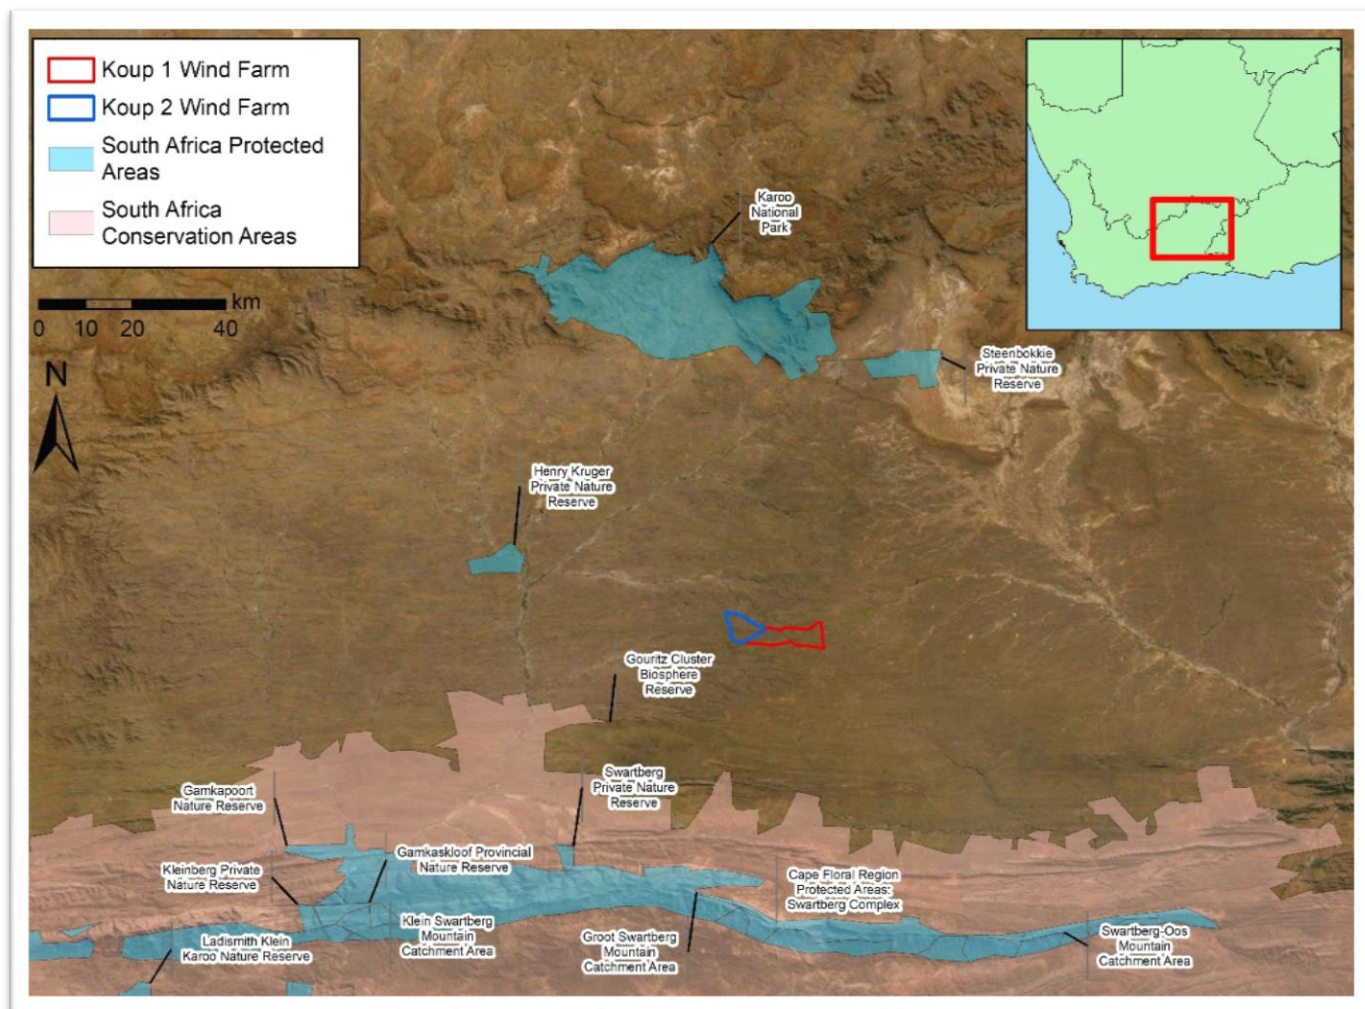 Koup 1 Wind Farm
Koup 2 Wind Farm
South Africa Protected
Areas
South Africa
Conservation Areas
km
0 10 20 40
N
Karoo
National
Park
Steenbokkie
Private Nature
Reserve
Henry Kruger
Private Nature
Reserve
Gouritz Cluster
Biosphere
Reserve
Swartberg
Private Nature
Reserve
Gamkapoort
Nature Reserve
Gamkaskloof Provincial
Nature Reserve
Kleinberg Private
Nature Reserve
Cape Floral Region
Protected Areas:
Swartberg Complex
Klein Swartberg
Mountain
Catchment Area
Ladismith Klein
Karoo Nature Reserve
Groot Swartberg
Mountain
Catchment Area
Swartberg-Oos
Mountain
Catchment Area